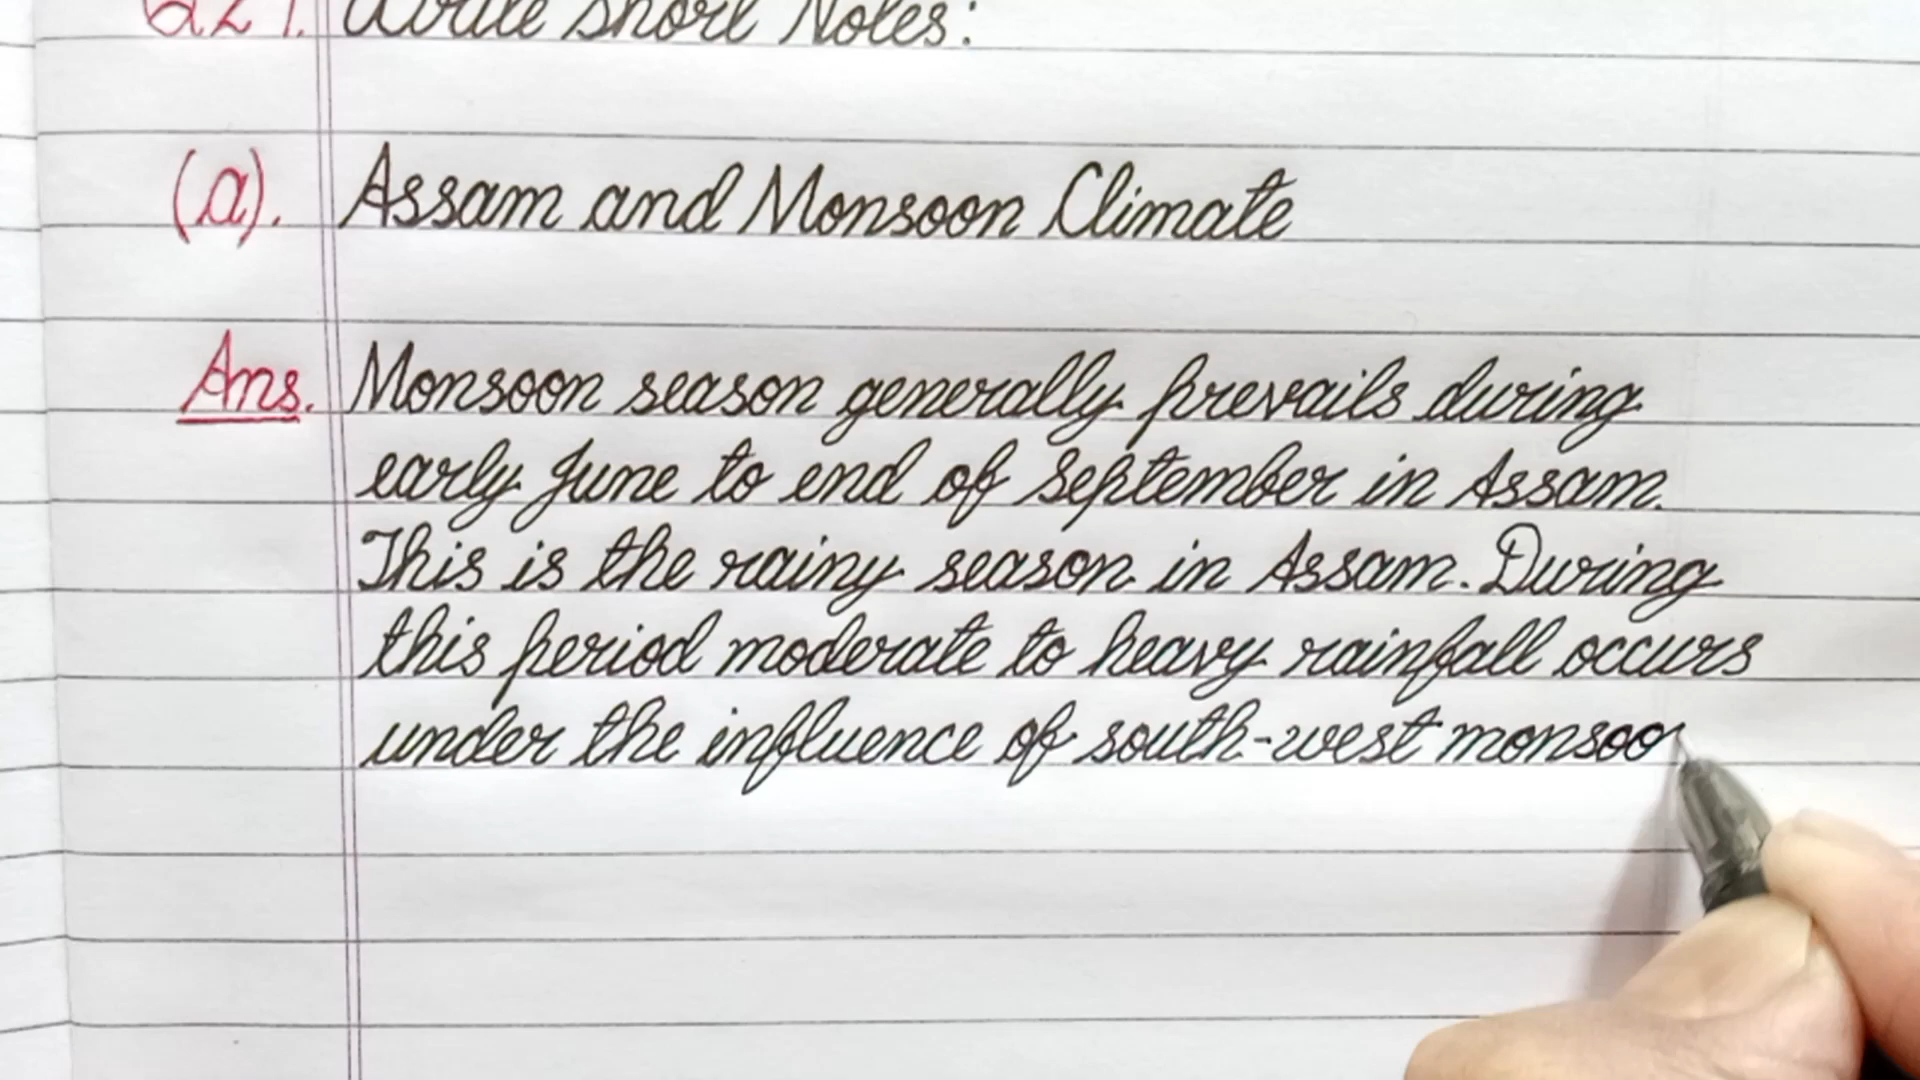 Q27. Write Short Notes:
(a). Assam and Monsoon Climate
Ans. Monsoon season generally prevails during
early June to end of September in Assam.
This is the rainy season in Assam. During
this period moderate to heavy rainfall occurs
under the influence of south-west monsoo